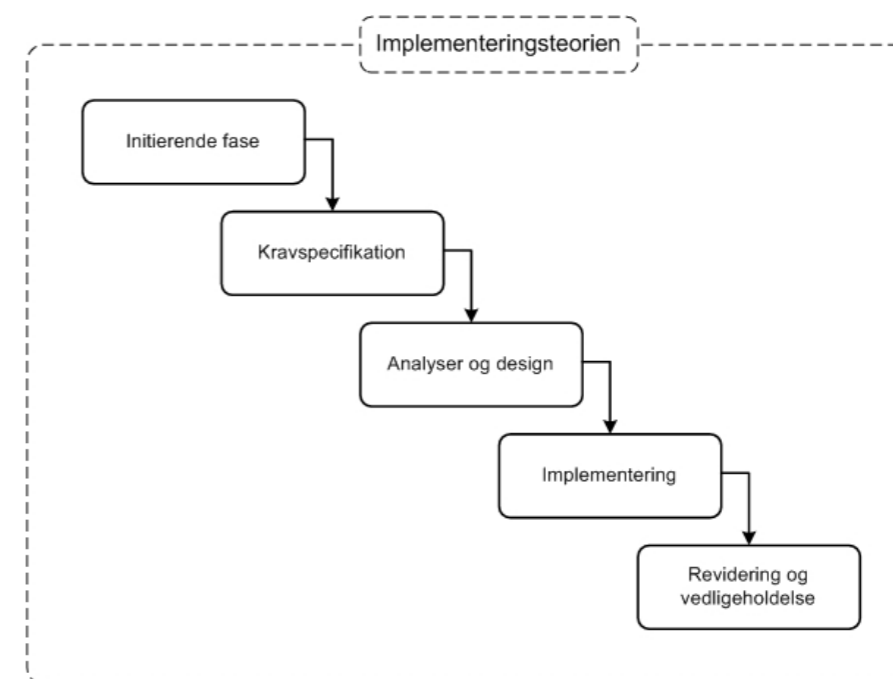 Implementeringsteorien
Initierende fase
Kravspecifikation
Analyser og design
Implementering
Revidering og
vedligeholdelse